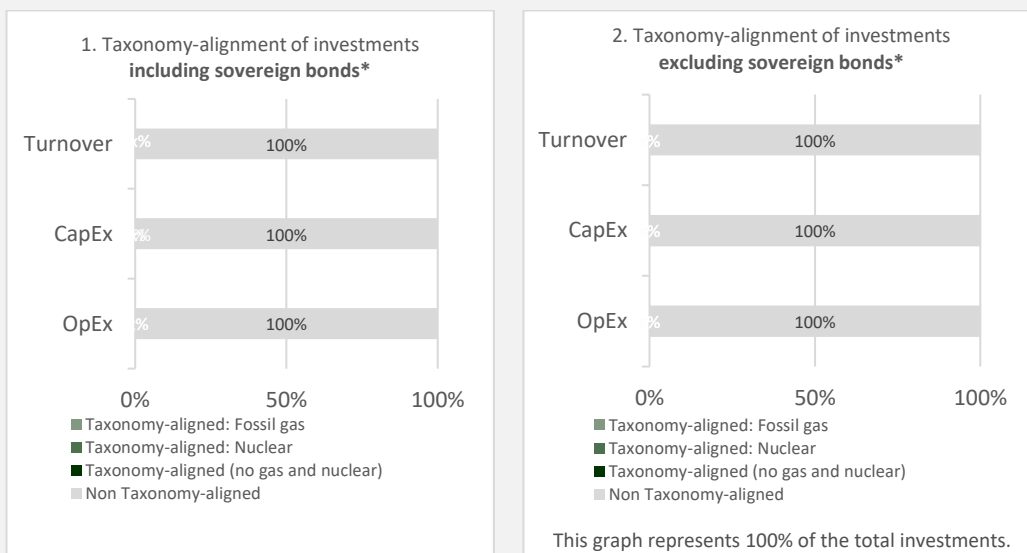 1. Taxonomy-alignment of investments
including sovereign bonds*
Turnover
100%
CapEx
100%
OpEx
100%
0% 50% 100%
Taxonomy-aligned: Fossil gas
Taxonomy-aligned: Nuclear
Taxonomy-aligned (no gas and nuclear)
Non Taxonomy-aligned
2. Taxonomy-alignment of investments
excluding sovereign bonds*
Turnover
100%
CapEx
100%
OpEx
100%
0% 50% 100%
Taxonomy-aligned: Fossil gas
Taxonomy-aligned: Nuclear
Taxonomy-aligned (no gas and nuclear)
Non Taxonomy-aligned
This graph represents 100% of the total investments.